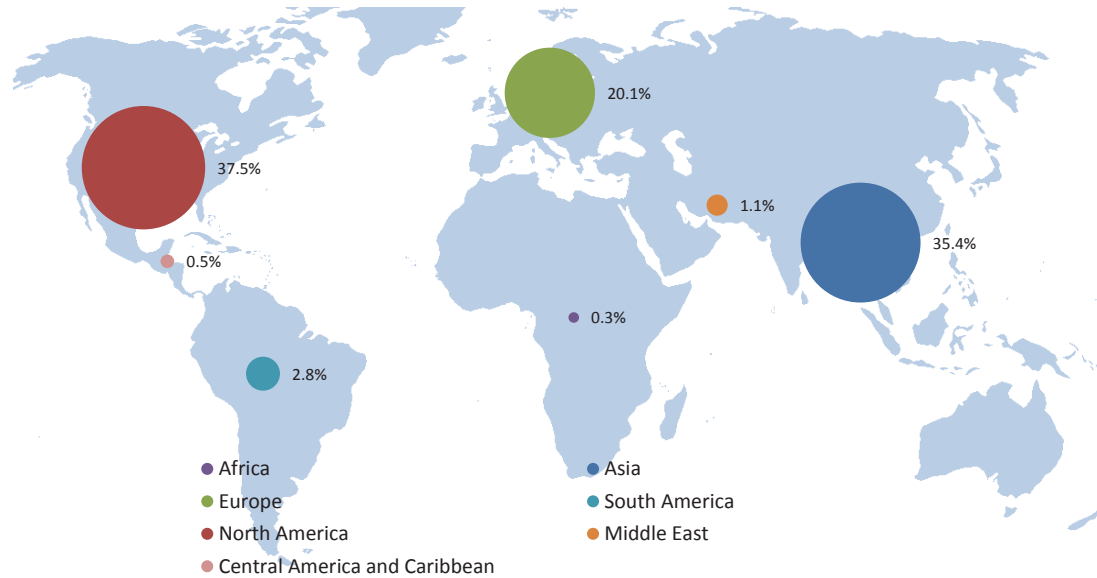 20.1%
37.5%
1.1%
35.4%
0.5%
0.3%
2.8%
Africa
Europe
North America
Central America and Caribbean
Asia
South America
Middle East